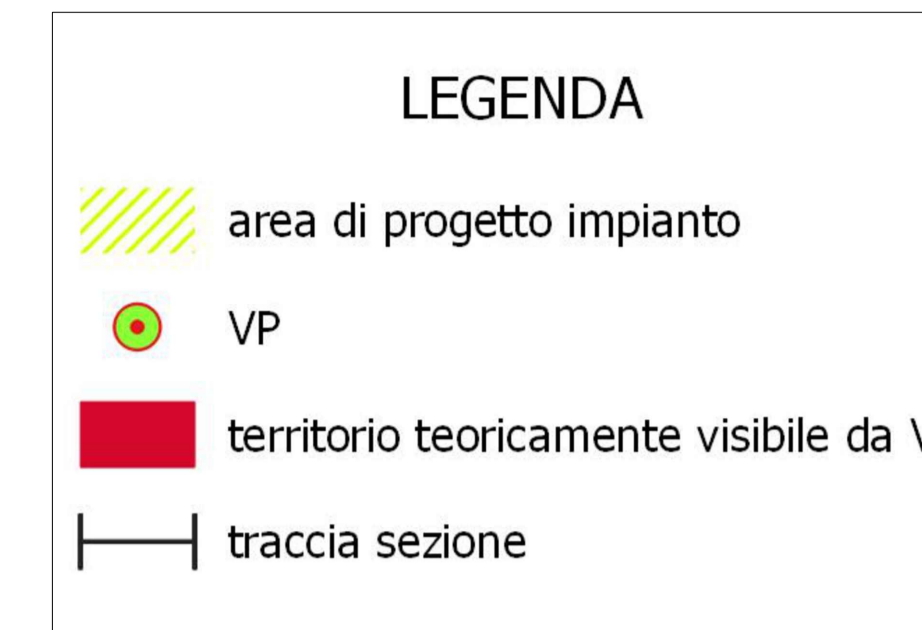 LEGENDA
area di progetto impianto
VP
territorio teoricamente visibile da
traccia sezione